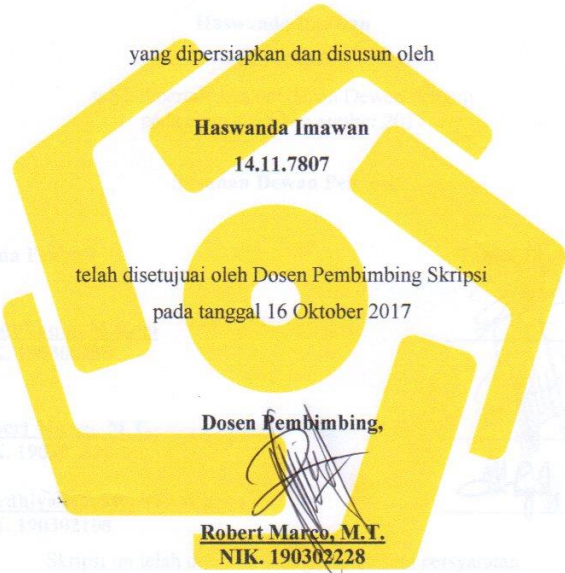 yang dipersiapkan dan disusun oleh
Haswanda Imawan
14.11.7807
telah disetujuai oleh Dosen Pembimbing Skripsi
pada tanggal 16 Oktober 2017
Dosen Pembimbing,
Robert Marco, M.T.
NIK. 190302228